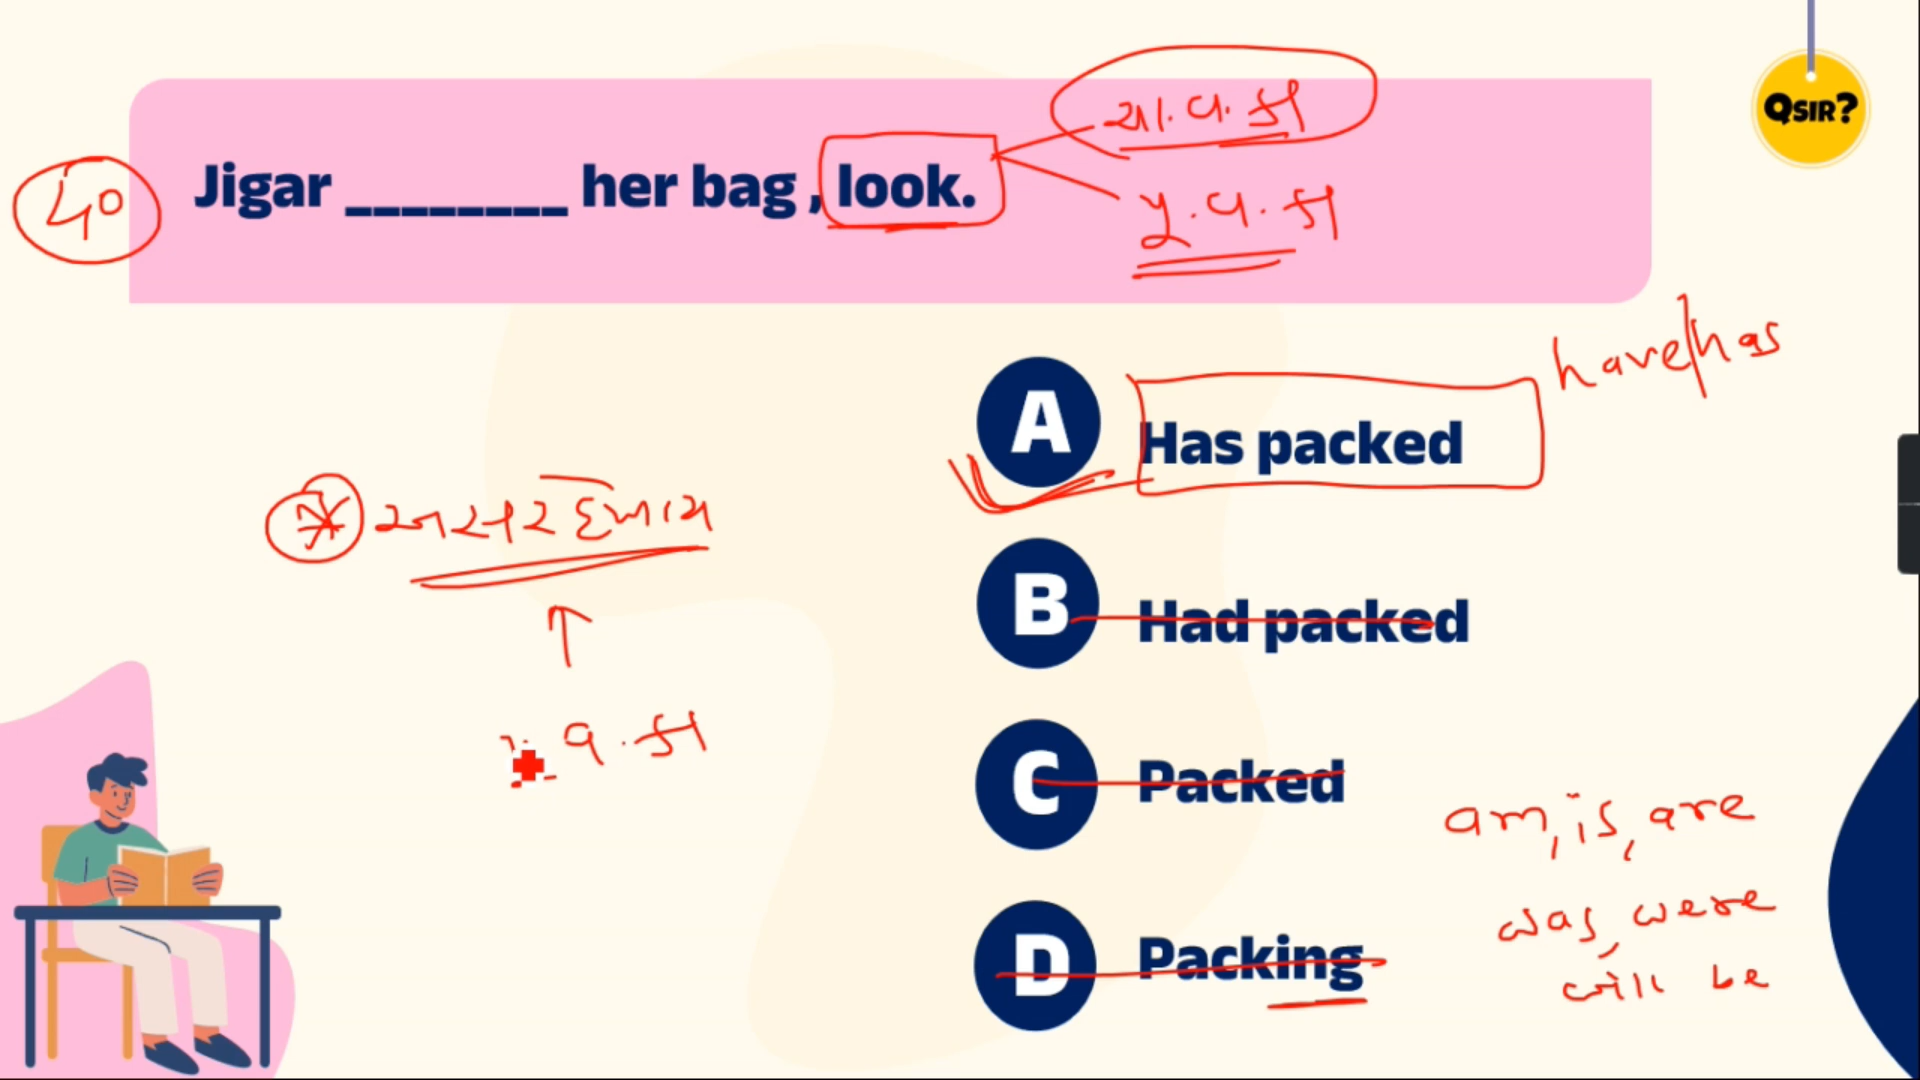 QSIR?
ચા.વ.કા
Jigar ________ her bag , look.
40
પૂ.વ.કા
have/has
A Has packed
B Had packed
પૂ.વ.કા
C Packed
am, is, are
D Packing
was, were
will be